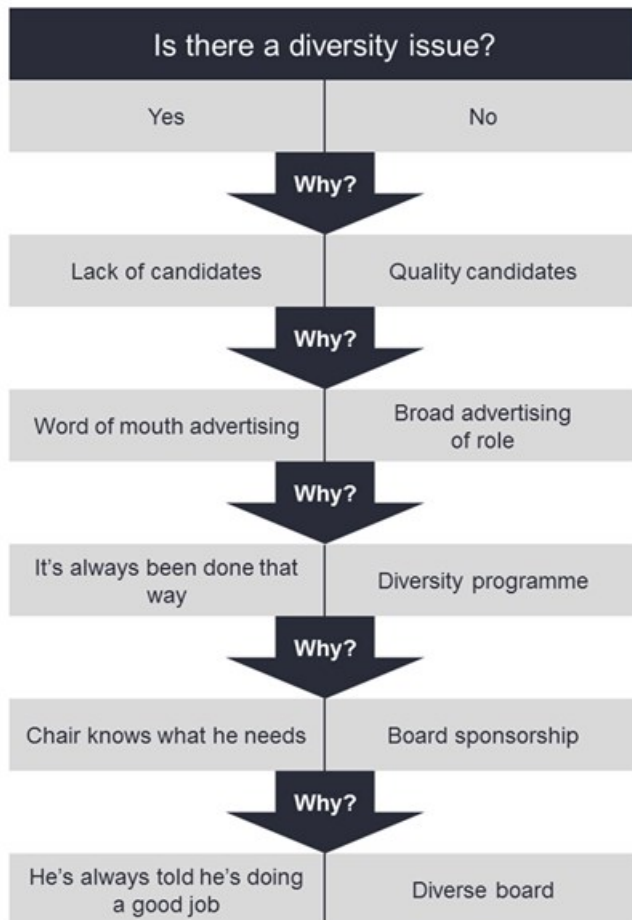 Is there a diversity issue?
Yes
No
Why?
Lack of candidates
Quality candidates
Why?
Word of mouth advertising
Broad advertising
of role
Why?
It's always been done that
way
Diversity programme
Why?
Chair knows what he needs
Board sponsorship
Why?
He's always told he's doing
a good job
Diverse board